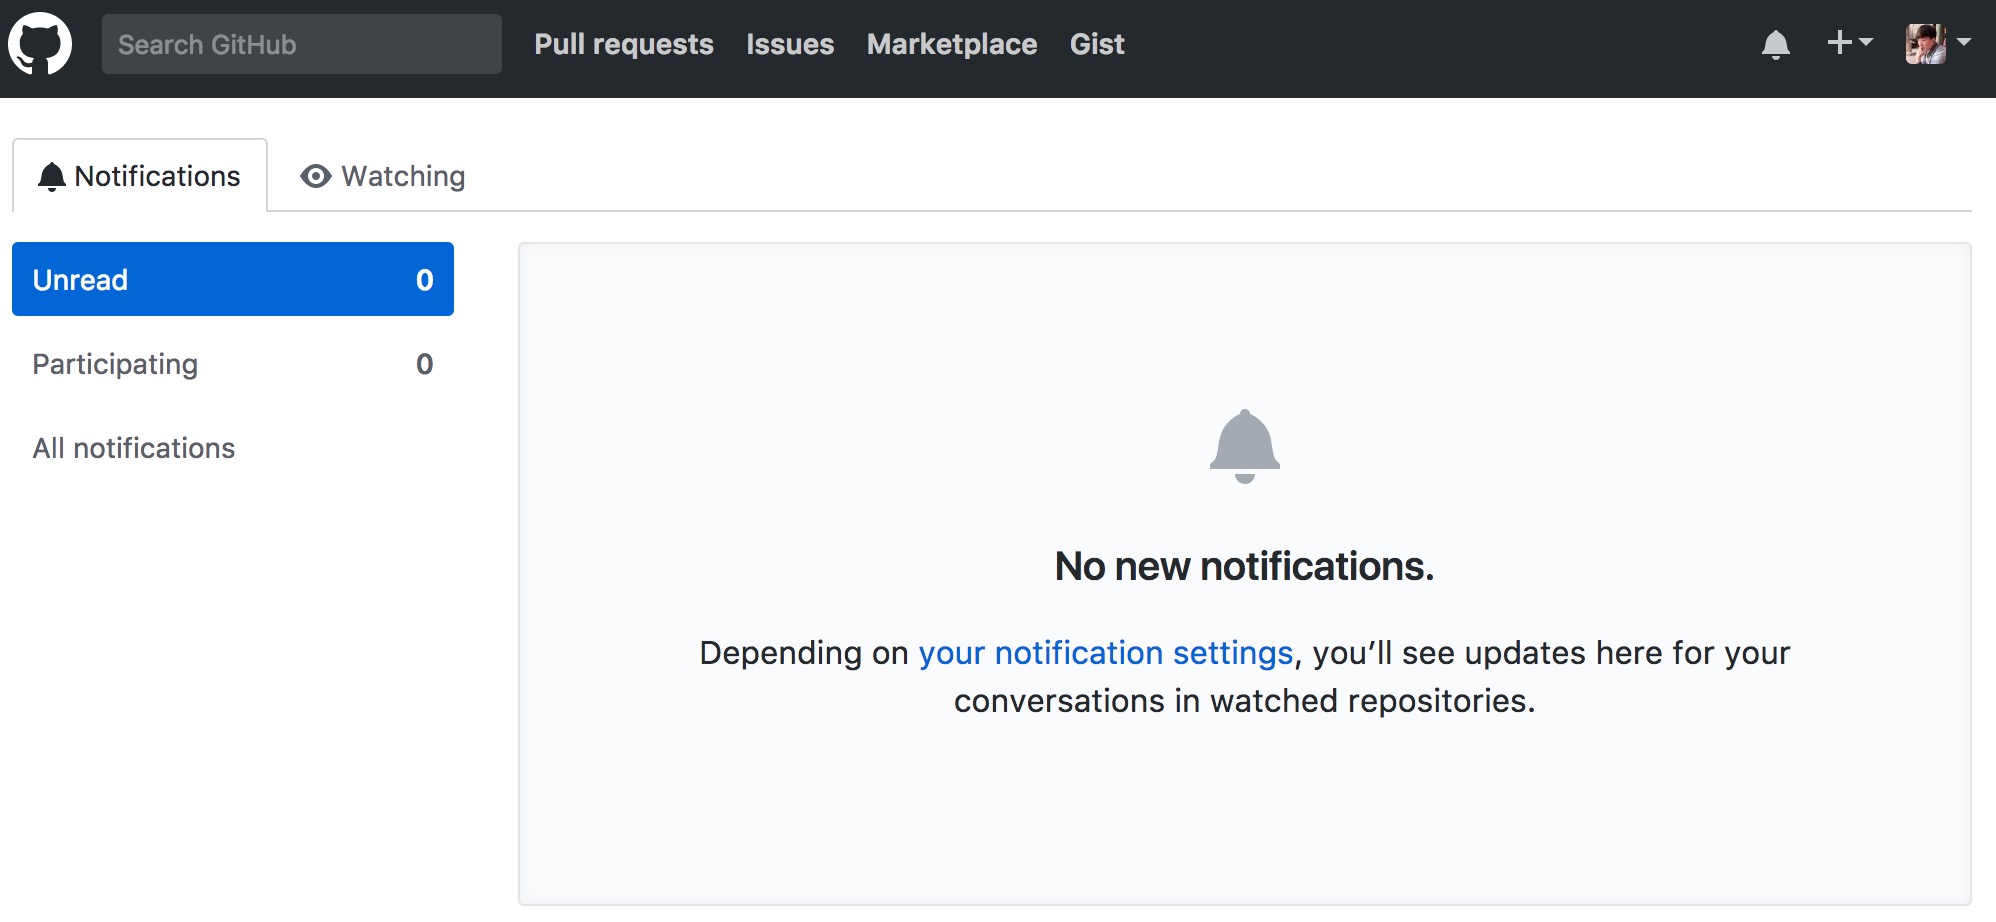 Search GitHub
Pull requests
Issues
Marketplace
Gist
Notifications
Watching
Unread 0
Participating 0
All notifications
No new notifications.
Depending on your notification settings, you’ll see updates here for your
conversations in watched repositories.